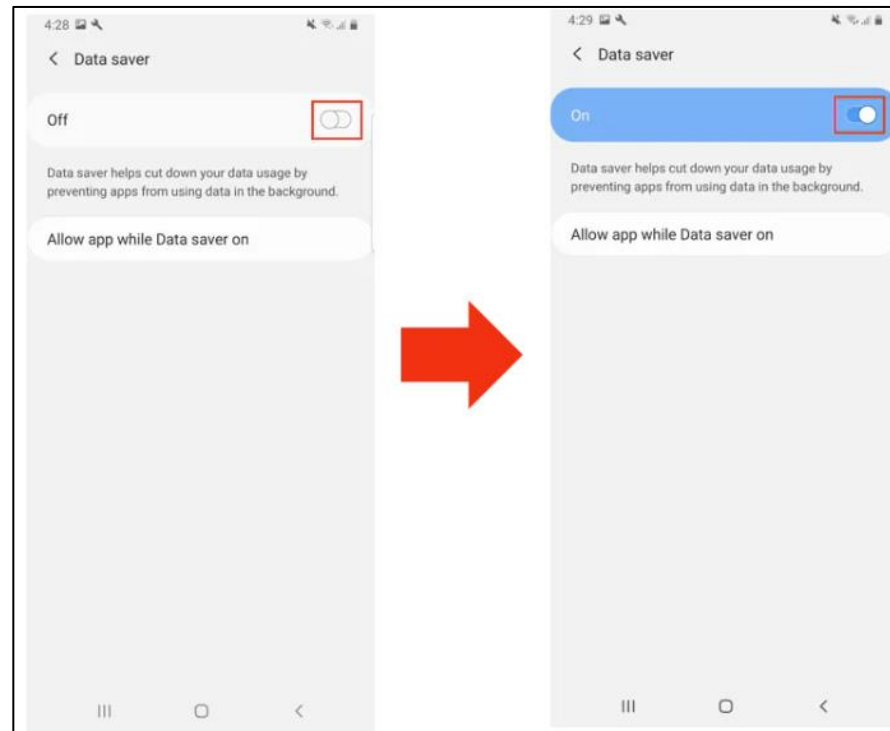 4:28
Data saver
Off
Data saver helps cut down your data usage by
preventing apps from using data in the background.
Allow app while Data saver on
4:29
Data saver
On
Data saver helps cut down your data usage by
preventing apps from using data in the background.
Allow app while Data saver on